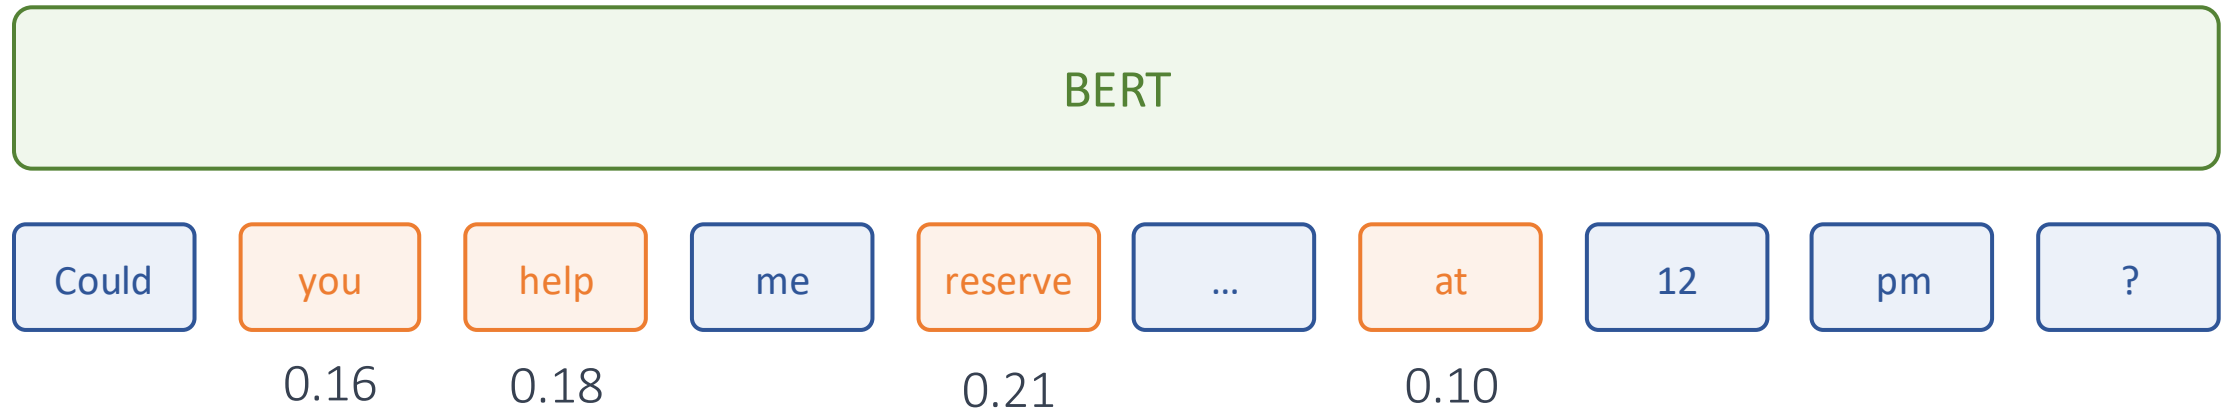 BERT
Could you help me reserve ... at 12 pm ?
0.16 0.18 0.21 0.10